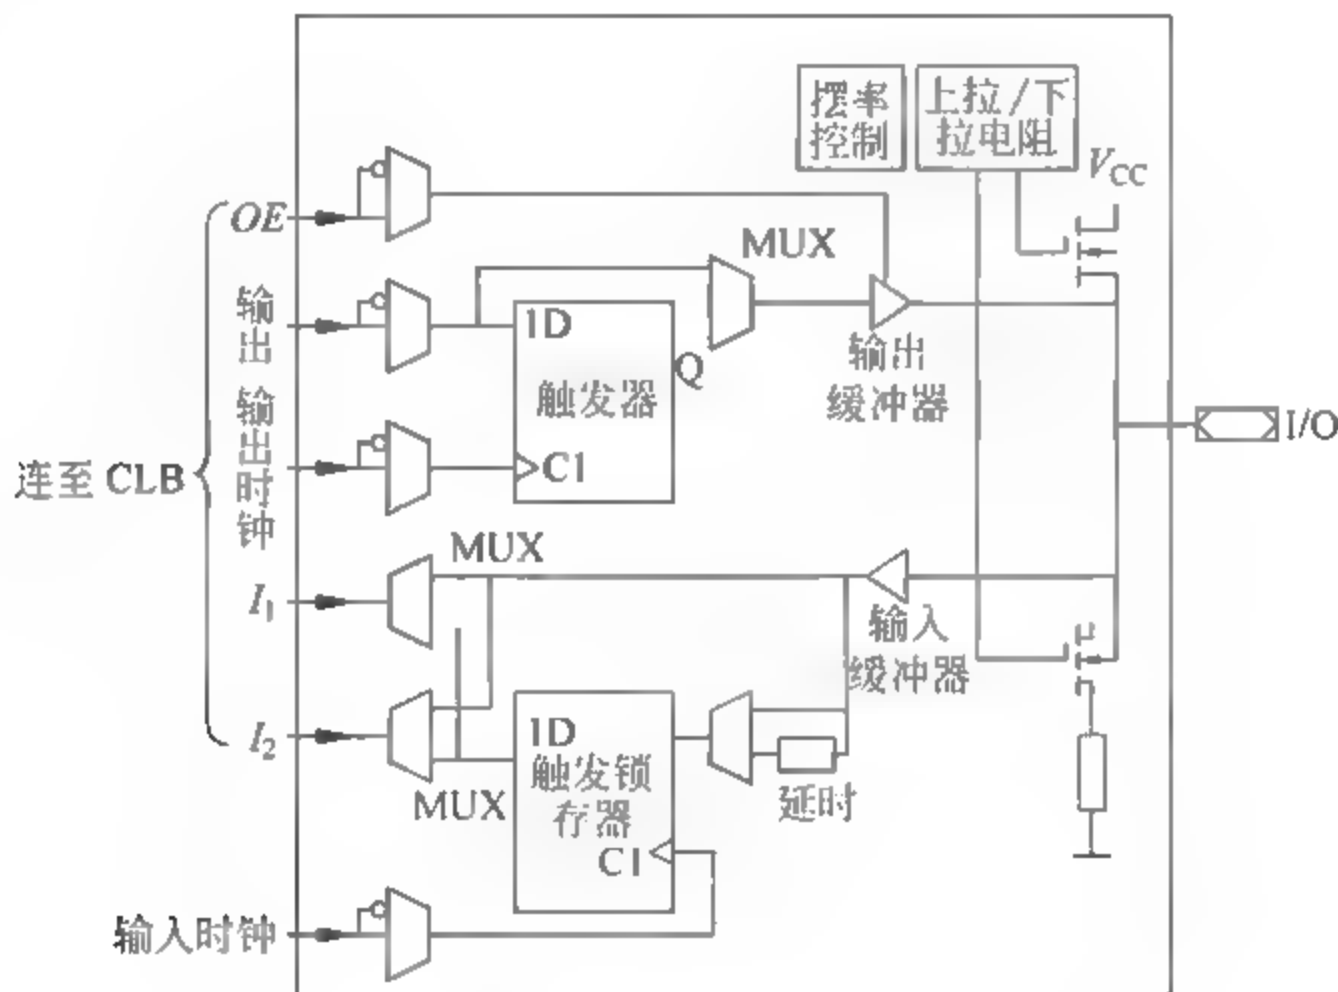 摆率
控制
上拉/下
拉电阻
V_CC
OE
MUX
输出
1D
触发器
Q
输出
缓冲器
I/O
输出时钟
C1
连至 CLB
MUX
I₁
输入
缓冲器
I₂
1D
触发锁
存器
C1
延时
MUX
输入时钟